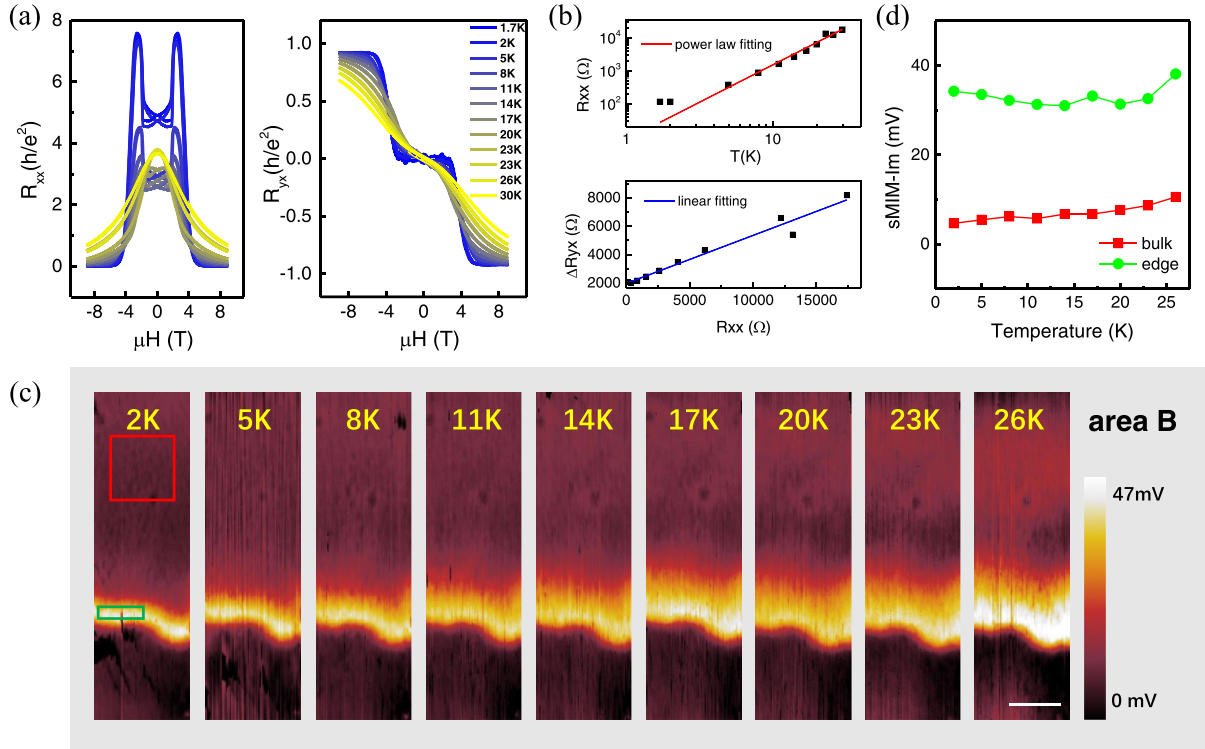 (a)
8
6
4
2
0
Rxx(h/e²)
-8 -4 0 4 8
μH (T)
1.0
0.5
0.0
-0.5
-1.0
Ryx(h/e²)
-8 -4 0 4 8
μH (T)
1.7K
2K
5K
8K
11K
14K
17K
20K
23K
23K
26K
30K
(b)
10⁴
10³
10²
Rxx (Ω)
power law fitting
1 10
T(K)
8000
6000
4000
2000
ΔRyx (Ω)
linear fitting
0 5000 10000 15000
Rxx (Ω)
(d)
40
20
0
sMIM-Im (mV)
bulk
edge
0 5 10 15 20 25
Temperature (K)
(c)
2K 5K 8K 11K 14K 17K 20K 23K 26K
area B
47mV
0 mV